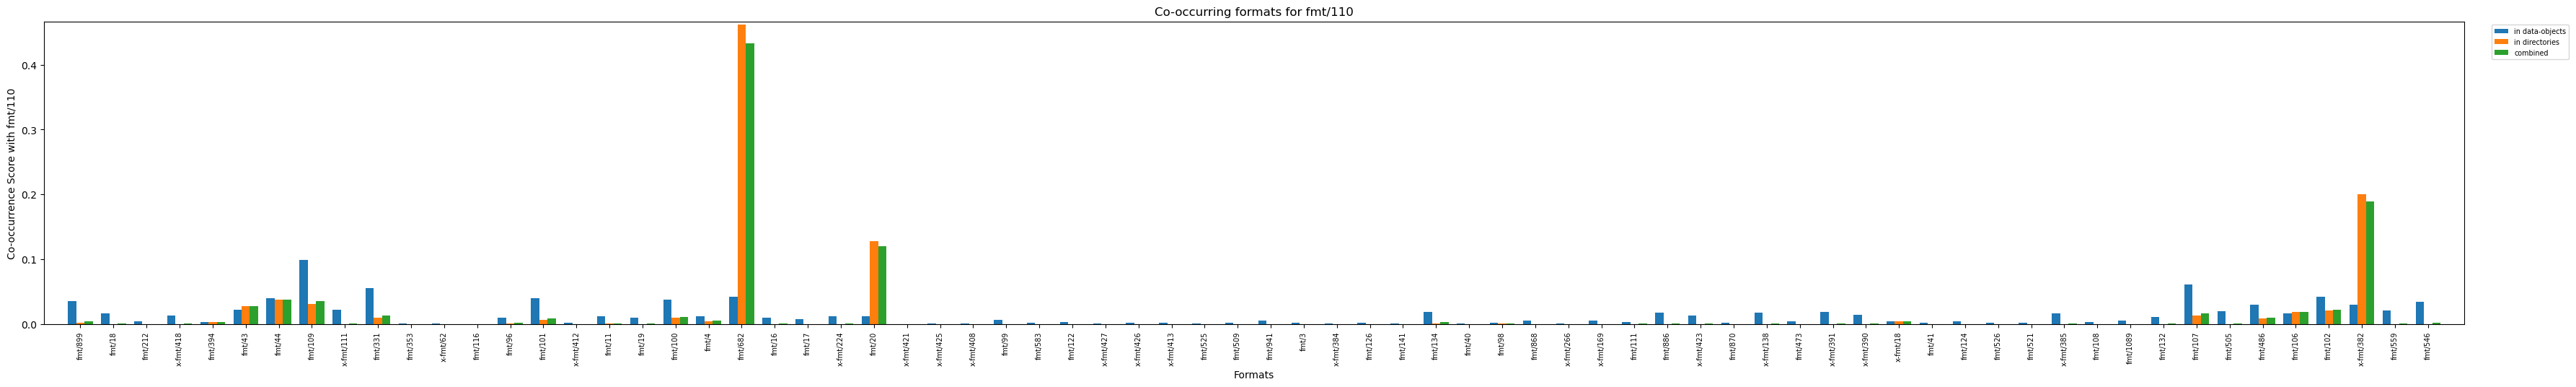 Co-occurring formats for fmt/110
in data-objects
in directories
combined
Co-occurrence Score with fmt/110
0.4
0.3
0.2
0.1
0.0
fmt/899
fmt/18
fmt/212
x-fmt/418
fmt/394
fmt/43
fmt/44
fmt/109
x-fmt/111
fmt/331
fmt/353
x-fmt/62
fmt/116
fmt/96
fmt/101
x-fmt/412
fmt/11
fmt/19
fmt/100
fmt/4
fmt/682
fmt/16
fmt/17
x-fmt/224
fmt/20
x-fmt/421
x-fmt/425
x-fmt/408
fmt/99
fmt/583
fmt/122
x-fmt/427
x-fmt/426
x-fmt/413
fmt/525
fmt/509
fmt/941
fmt/3
x-fmt/384
fmt/126
fmt/141
fmt/134
fmt/40
fmt/98
fmt/868
x-fmt/266
x-fmt/169
fmt/111
fmt/886
x-fmt/423
fmt/870
x-fmt/138
fmt/473
x-fmt/391
x-fmt/390
x-fmt/18
fmt/41
fmt/124
fmt/526
fmt/521
x-fmt/385
fmt/108
fmt/1089
fmt/132
fmt/107
fmt/505
fmt/486
fmt/106
fmt/102
x-fmt/382
fmt/559
fmt/546
Formats